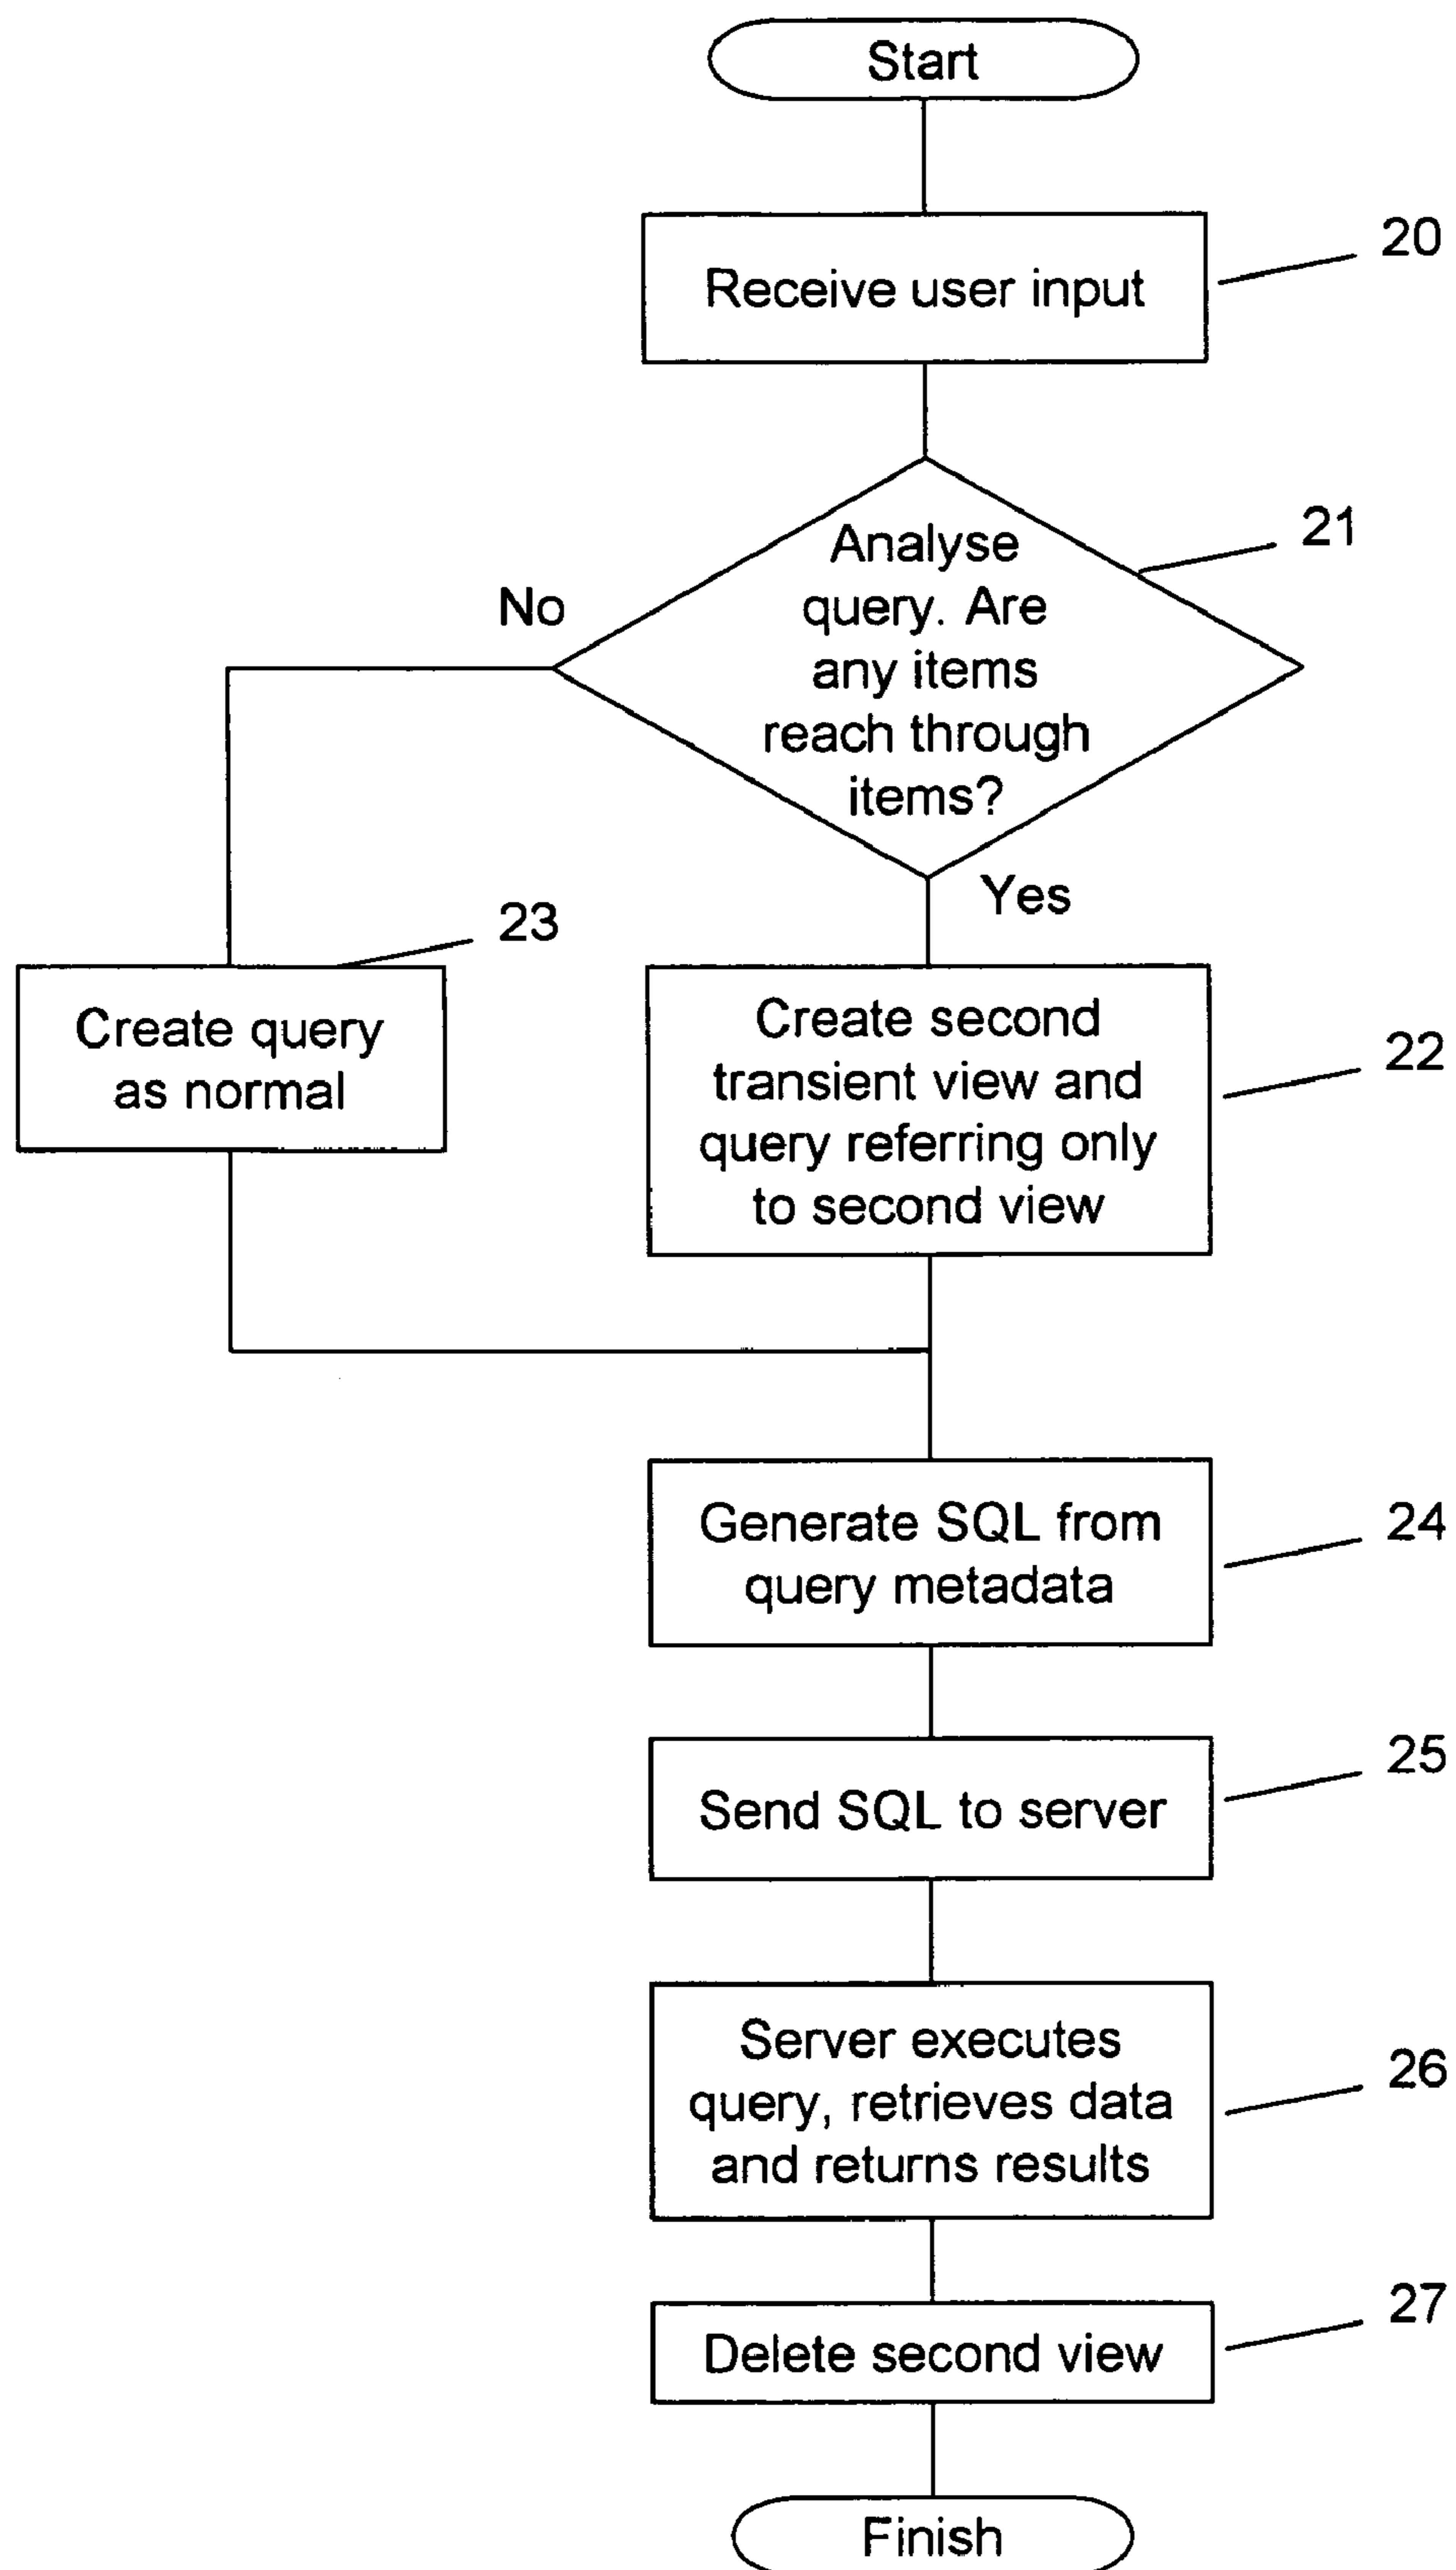 Start
Receive user input
20
Analyse
query. Are
any items
reach through
items?
21
No
Yes
23
Create query
as normal
Create second
transient view and
query referring only
to second view
22
Generate SQL from
query metadata
24
Send SQL to server
25
Server executes
query, retrieves data
and returns results
26
Delete second view
27
Finish